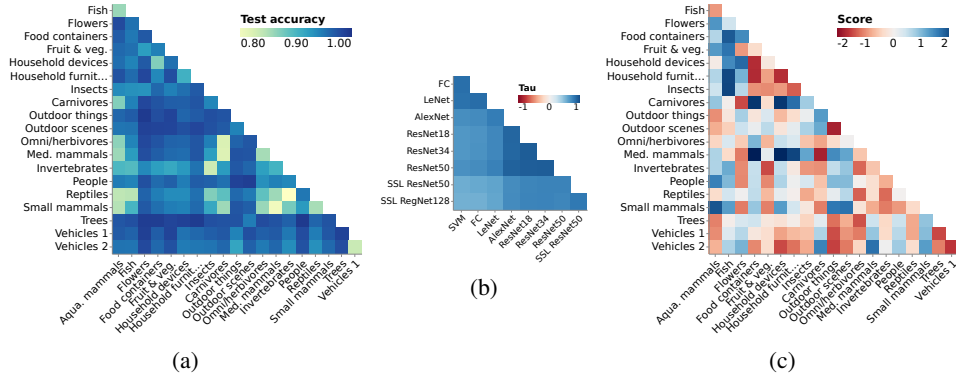 Test accuracy
0.80 0.90 1.00
Fish
Flowers
Food containers
Fruit & veg.
Household devices
Household furnit...
Insects
Carnivores
Outdoor things
Outdoor scenes
Omni/herbivores
Med. mammals
Invertebrates
People
Reptiles
Small mammals
Trees
Vehicles 1
Vehicles 2
Aqua. mammals
Fish
Flowers
Food containers
Fruit & veg.
Household devices
Household furnit...
Insects
Carnivores
Outdoor things
Outdoor scenes
Omni/herbivores
Med. mammals
Invertebrates
People
Reptiles
Small mammals
Trees
Vehicles 1
(a)
Tau
-1 0 1
FC
LeNet
AlexNet
ResNet18
ResNet34
ResNet50
SSL ResNet50
SSL RegNet128
SVM
FC
LeNet
AlexNet
ResNet18
ResNet34
ResNet50
SSL ResNet50
(b)
Score
-2 -1 0 1 2
Fish
Flowers
Food containers
Fruit & veg.
Household devices
Household furnit...
Insects
Carnivores
Outdoor things
Outdoor scenes
Omni/herbivores
Med. mammals
Invertebrates
People
Reptiles
Small mammals
Trees
Vehicles 1
Vehicles 2
Aqua. mammals
Fish
Flowers
Food containers
Fruit & veg.
Household devices
Household furnit...
Insects
Carnivores
Outdoor things
Outdoor scenes
Omni/herbivores
Med. mammals
Invertebrates
People
Reptiles
Small mammals
Trees
Vehicles 1
(c)